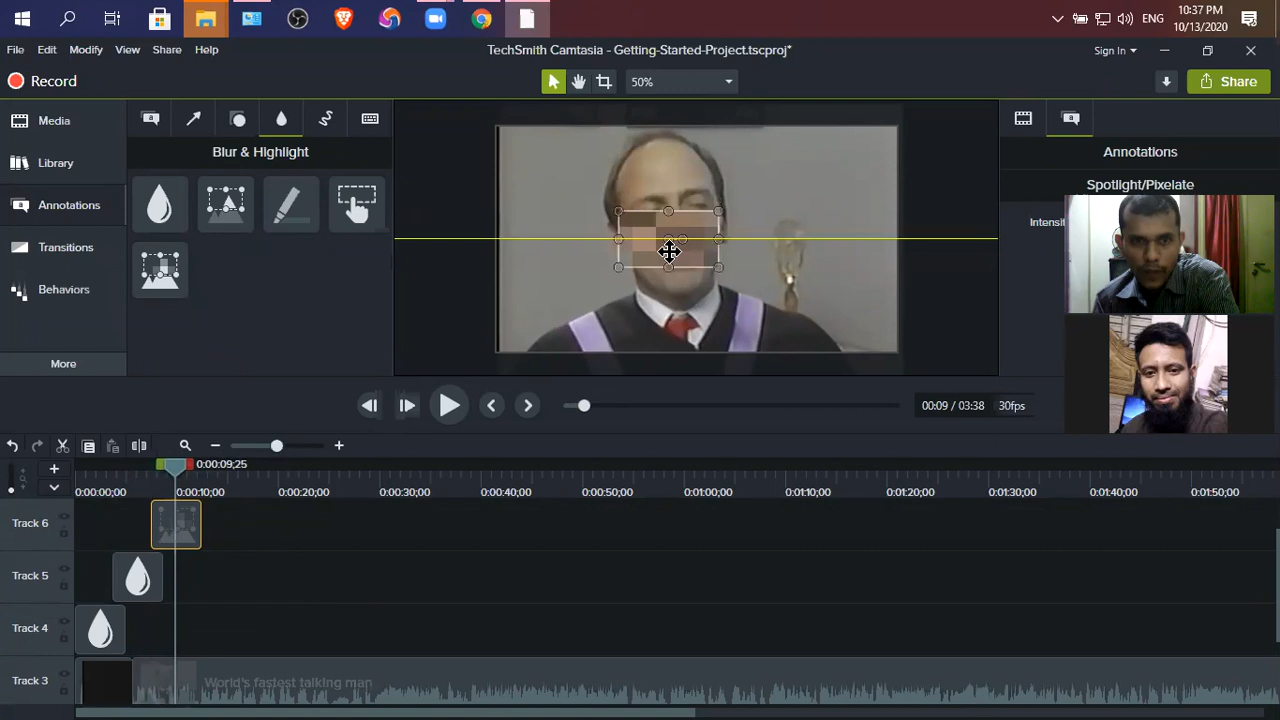 10:37 PM
ENG
10/13/2020
File Edit Modify View Share Help
TechSmith Camtasia - Getting-Started-Project.tscproj*
Sign In
Record
50%
Share
Media
Library
Annotations
Transitions
Behaviors
More
Blur & Highlight
Annotations
Spotlight/Pixelate
00:09 / 03:38 30fps
0:00:09;25
0:00:00;00 0:00:10;00 0:00:20;00 0:00:30;00 0:00:40;00 0:00:50;00 0:01:00;00 0:01:10;00 0:01:20;00 0:01:30;00 0:01:40;00 0:01:50;00
Track 6
Track 5
Track 4
Track 3
World's fastest talking man